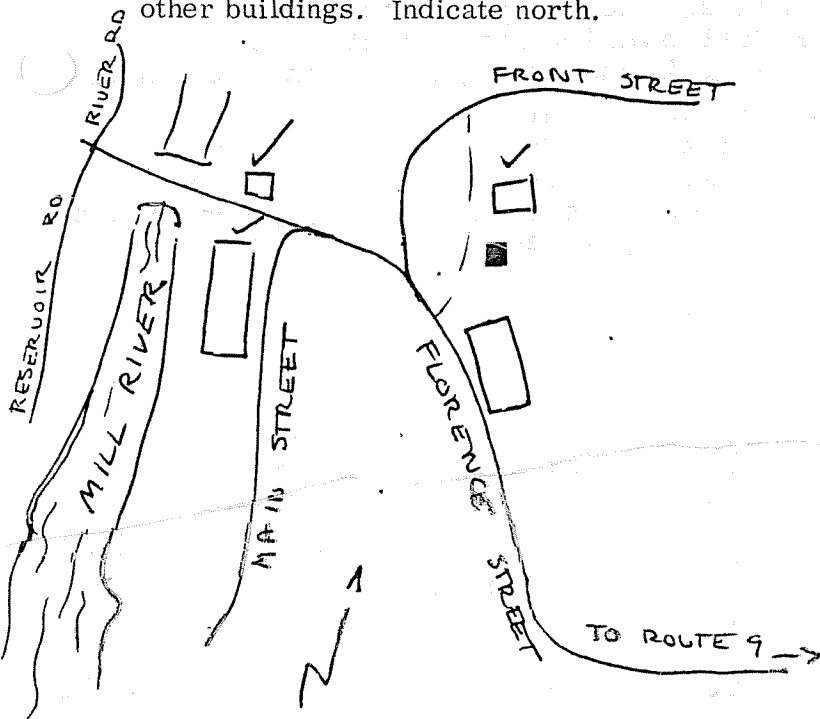 other buildings. Indicate north.
RIVER RD
FRONT STREET
RESERVOIR RD
MILL RIVER
MAIN STREET
FLORENCE STREET
N
TO ROUTE 9